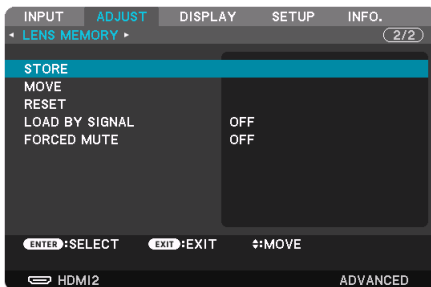 INPUT ADJUST DISPLAY SETUP INFO.
◂ LENS MEMORY ▸ 2/2
STORE
MOVE
RESET
LOAD BY SIGNAL OFF
FORCED MUTE OFF
ENTER:SELECT EXIT:EXIT ♦:MOVE
HDMI2 ADVANCED